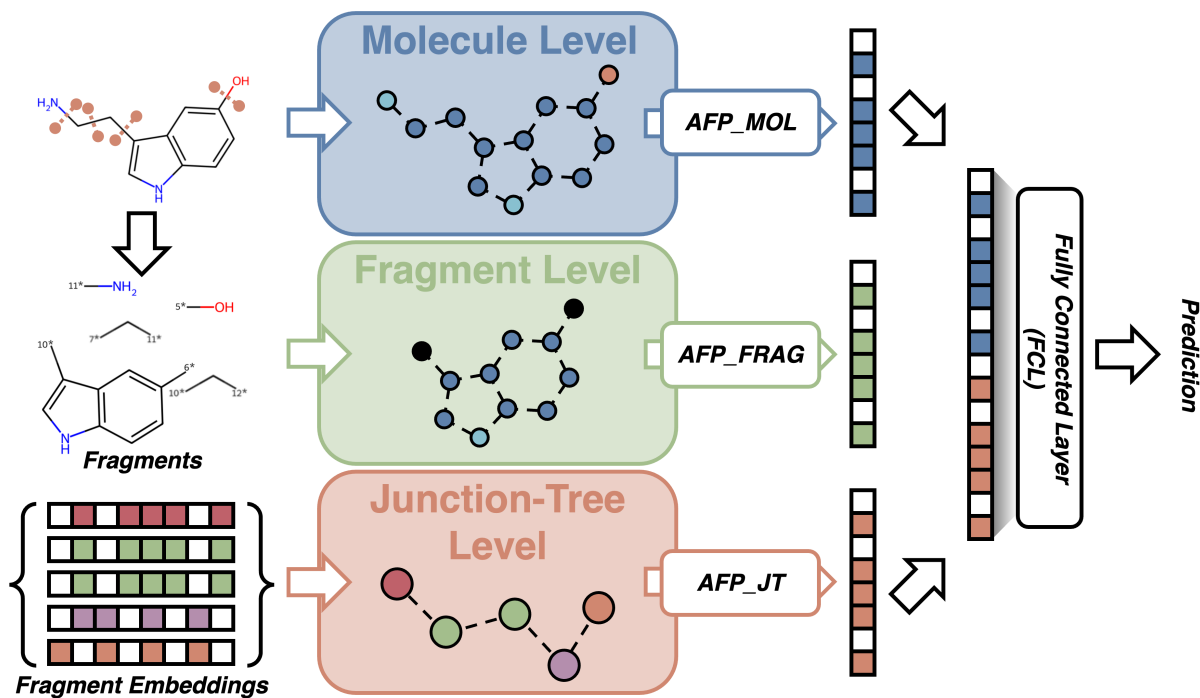 Molecule Level
H₂N
OH
N
H
AFP_MOL
11*
NH₂
5*
OH
7*
11*
10*
6*
10*
12*
N
H
Fragments
Fragment Level
AFP_FRAG
Fully Connected Layer
(FCL)
Prediction
Junction-Tree
Level
AFP_JT
Fragment Embeddings